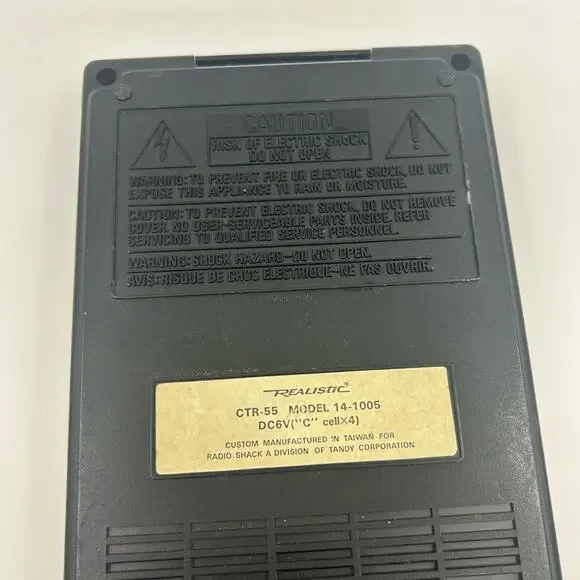 CAUTION
RISK OF ELECTRIC SHOCK
DO NOT OPEN
WARNING: TO PREVENT FIRE OR ELECTRIC SHOCK, DO NOT
EXPOSE THIS APPLIANCE TO RAIN OR MOISTURE.
CAUTION: TO PREVENT ELECTRIC SHOCK, DO NOT REMOVE
COVER. NO USER-SERVICEABLE PARTS INSIDE. REFER
SERVICING TO QUALIFIED SERVICE PERSONNEL.
WARNING: SHOCK HAZARD-DO NOT OPEN.
AVIS: RISQUE DE CHOC ELECTRIQUE-NE PAS OUVRIR.
REALISTIC®
CTR-55 MODEL 14-1005
DC6V("C" cell×4)
CUSTOM MANUFACTURED IN TAIWAN FOR
RADIO SHACK A DIVISION OF TANDY CORPORATION